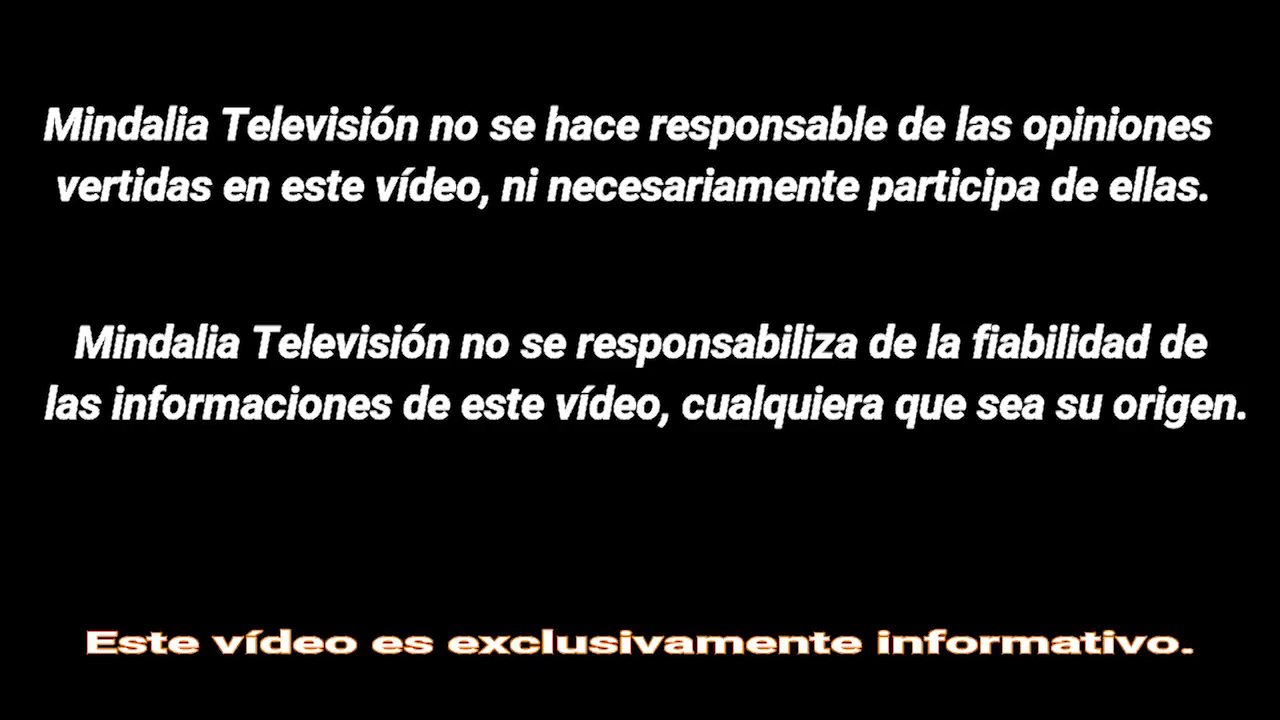 Mindalia Televisión no se hace responsable de las opiniones
vertidas en este vídeo, ni necesariamente participa de ellas.
Mindalia Televisión no se responsabiliza de la fiabilidad de
las informaciones de este vídeo, cualquiera que sea su origen.
Este vídeo es exclusivamente informativo.